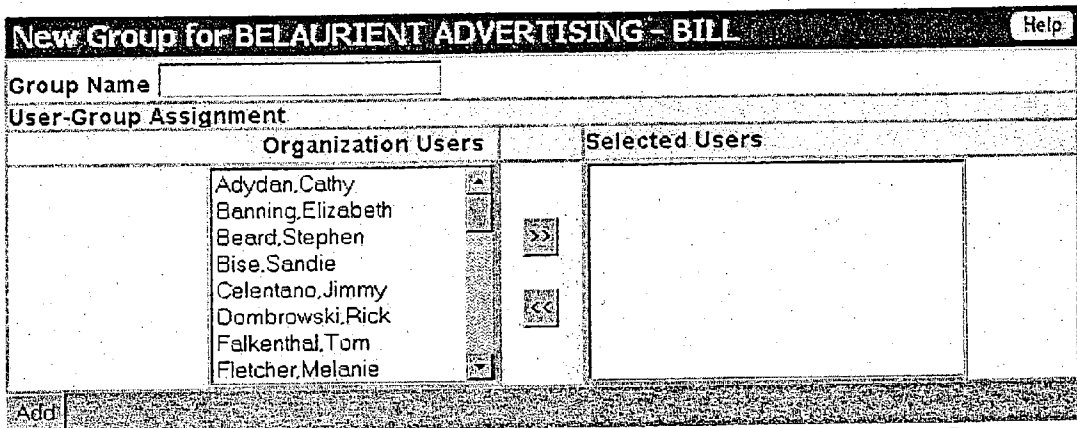 New Group for BELAURIENT ADVERTISING - BILL
Help
Group Name
User-Group Assignment
Organization Users
Selected Users
Adydan,Cathy
Banning,Elizabeth
Beard,Stephen
Bise,Sandie
Celentano,Jimmy
Dombrowski,Rick
Falkenthal,Tom
Fletcher,Melanie
>>
<<
Add